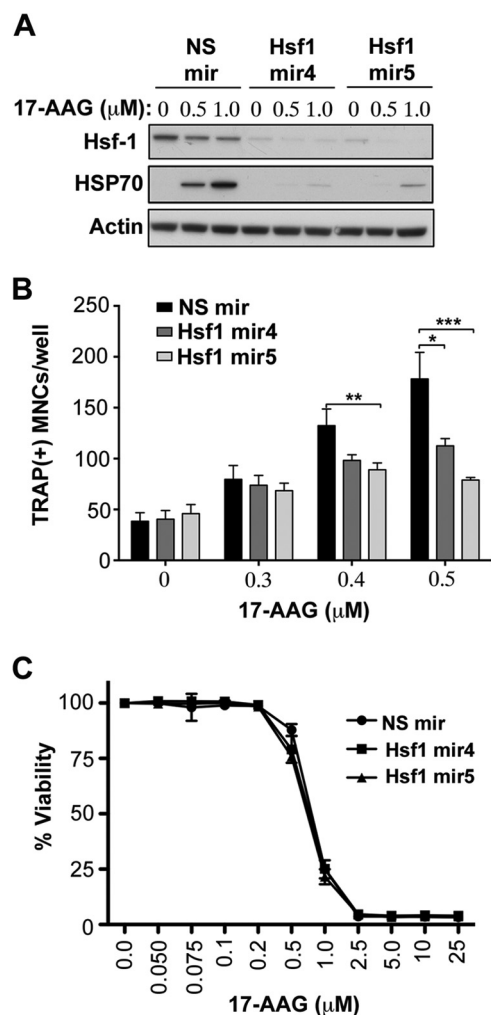 A
NS mir Hsf1 mir4 Hsf1 mir5
17-AAG (μM): 0 0.5 1.0 0 0.5 1.0 0 0.5 1.0
Hsf-1
HSP70
Actin
B
NS mir
Hsf1 mir4
Hsf1 mir5
TRAP(+) MNCs/well
250
200
150
100
50
0
**
***
*
0 0.3 0.4 0.5
17-AAG (μM)
C
NS mir
Hsf1 mir4
Hsf1 mir5
% Viability
100
75
50
25
0
0.0 0.050 0.075 0.1 0.2 0.5 1.0 2.5 5.0 10 25
17-AAG (μM)